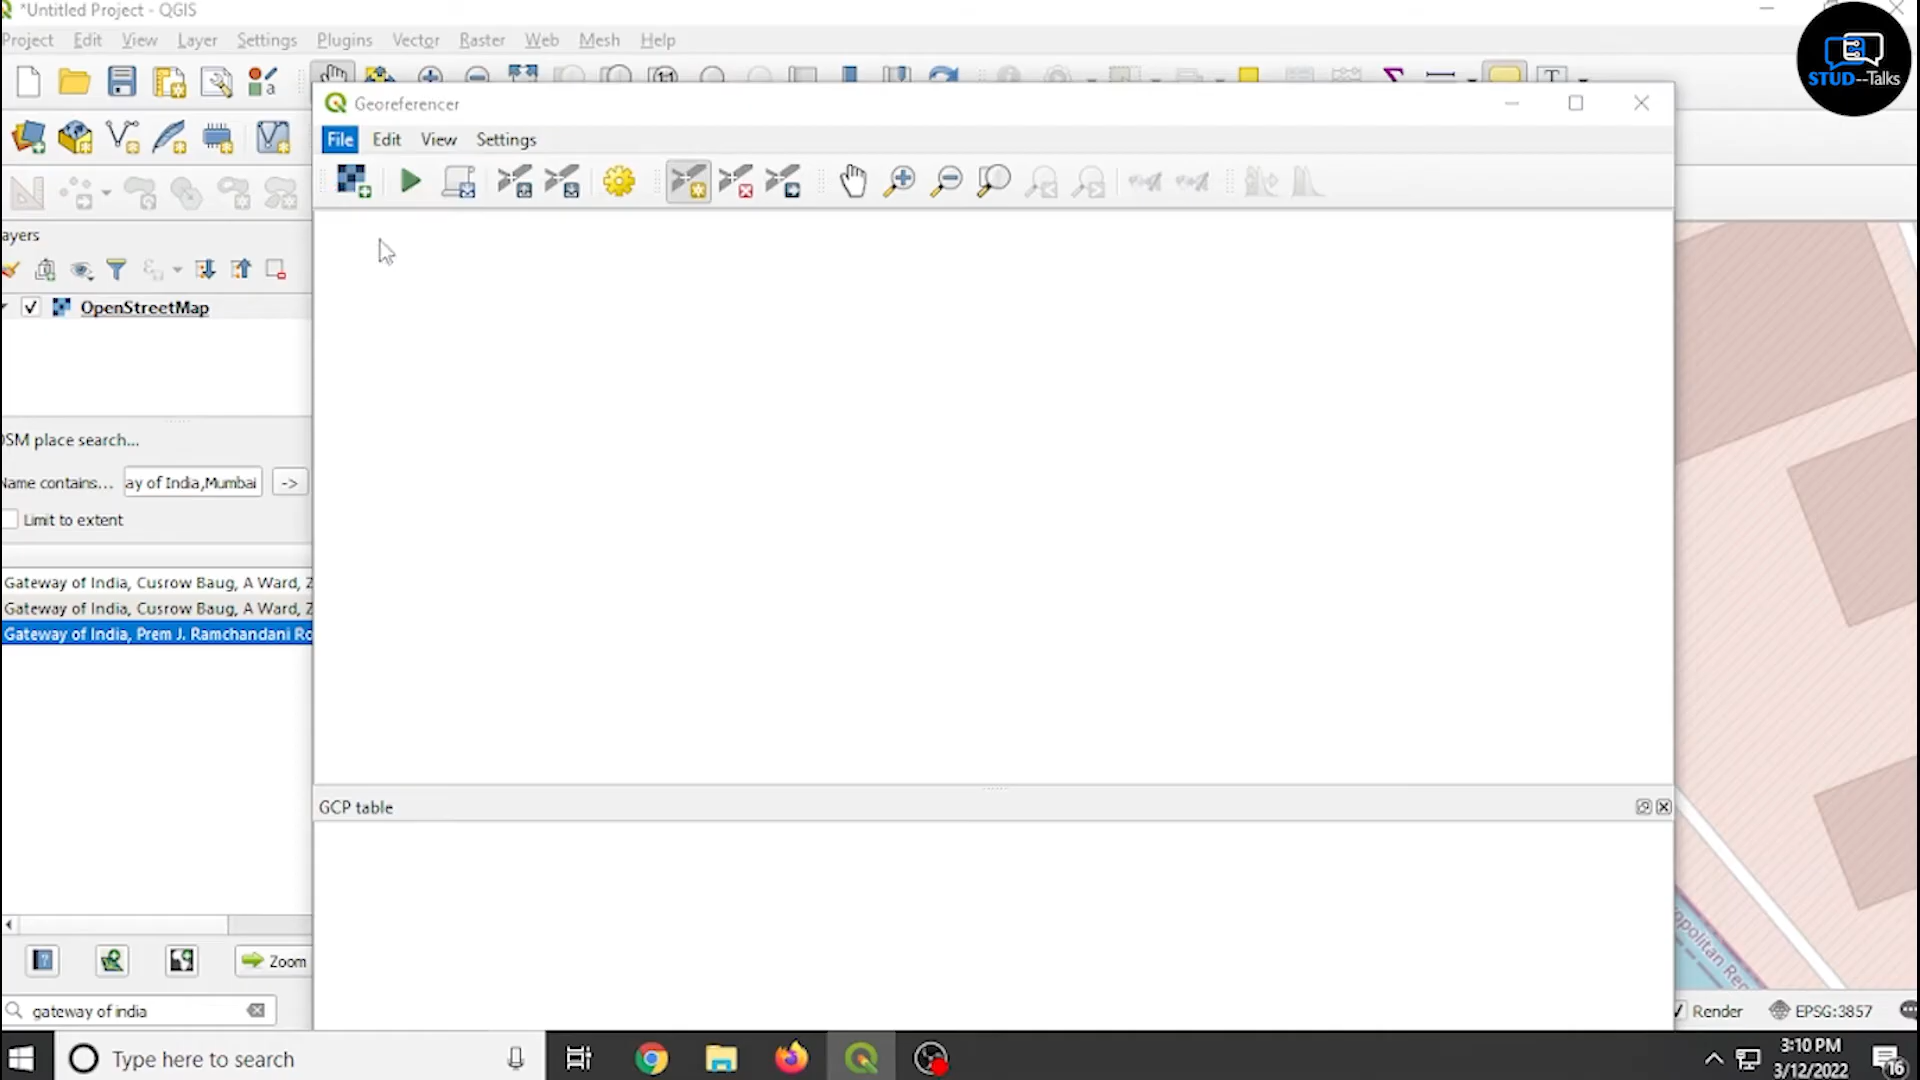 *Untitled Project - QGIS
Project Edit View Layer Settings Plugins Vector Raster Web Mesh Help
STUD--Talks
Georeferencer
File Edit View Settings
ayers
OpenStreetMap
OSM place search...
Name contains... ay of India,Mumbai ->
Limit to extent
Gateway of India, Cusrow Baug, A Ward, Z
Gateway of India, Cusrow Baug, A Ward, Z
Gateway of India, Prem J. Ramchandani Ro
GCP table
Zoom
opolitan Reg
gateway of india
Render EPSG:3857
Type here to search
3:10 PM
3/12/2022
16